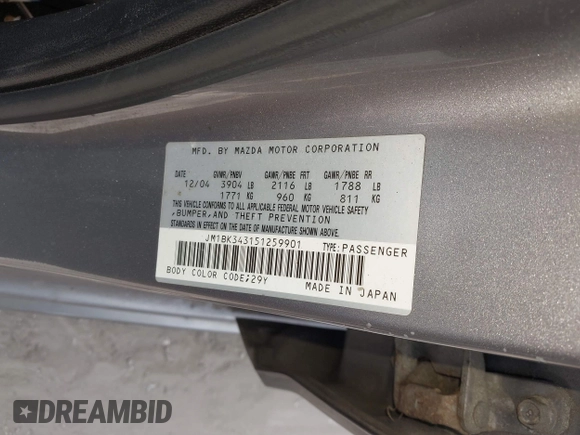 MFD. BY MAZDA MOTOR CORPORATION
DATE GVWR/PNBV GAWR/PNBE FRT GAWR/PNBE RR
12/04 3904 LB 2116 LB 1788 LB
1771 KG 960 KG 811 KG
THIS VEHICLE CONFORMS TO ALL APPLICABLE FEDERAL MOTOR VEHICLE SAFETY
,BUMPER,AND THEFT PREVENTION
STANDARDS IN EFFECT ON THE DATE OF MANUFACTURE SHOWN ABOVE.
JM1BK343151259901 TYPE:PASSENGER
BODY COLOR CODE;29Y MADE IN JAPAN
DREAMBID